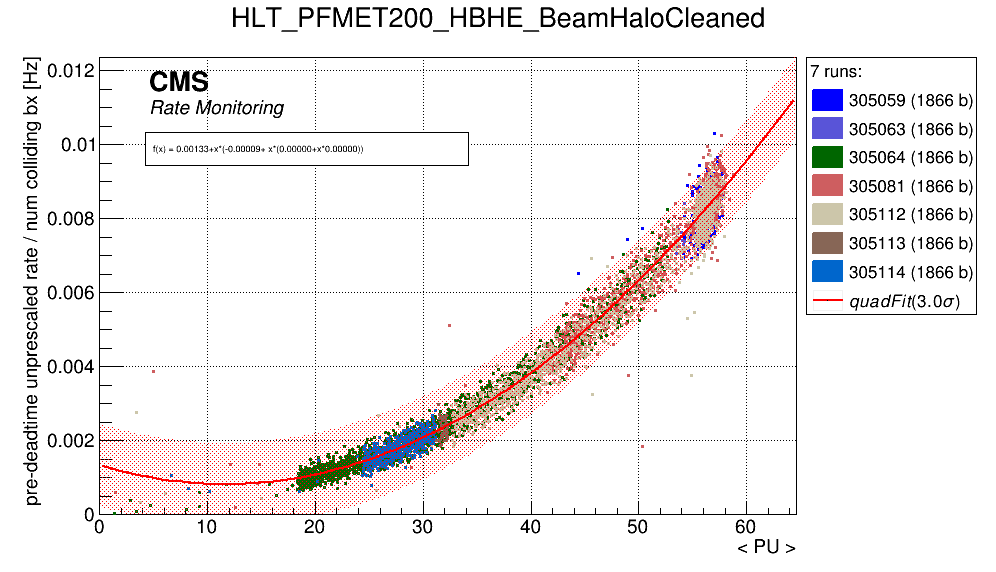 HLT_PFMET200_HBHE_BeamHaloCleaned
pre-deadtime unprescaled rate / num colliding bx [Hz]
0.012
0.01
0.008
0.006
0.004
0.002
0
CMS
Rate Monitoring
f(x) = 0.00133+x*(-0.00009+ x*(0.00000+x*0.00000))
0 10 20 30 40 50 60
< PU >
7 runs:
305059 (1866 b)
305063 (1866 b)
305064 (1866 b)
305081 (1866 b)
305112 (1866 b)
305113 (1866 b)
305114 (1866 b)
quadFit(3.0σ)